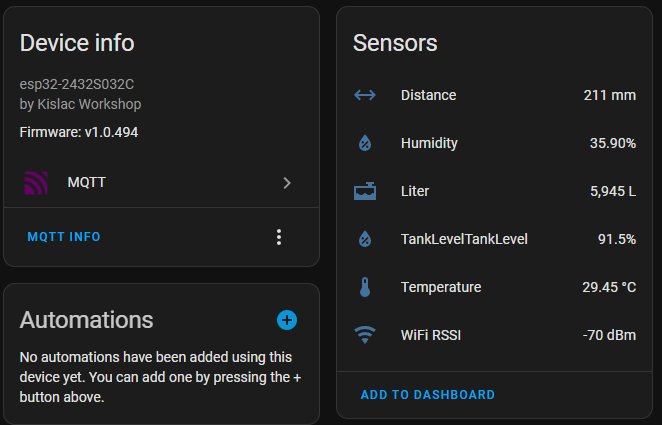 Device info
esp32-2432S032C
by Kislac Workshop
Firmware: v1.0.494
MQTT
MQTT INFO
Automations
No automations have been added using this
device yet. You can add one by pressing the +
button above.
Sensors
Distance 211 mm
Humidity 35.90%
Liter 5,945 L
TankLevelTankLevel 91.5%
Temperature 29.45 °C
WiFi RSSI -70 dBm
ADD TO DASHBOARD